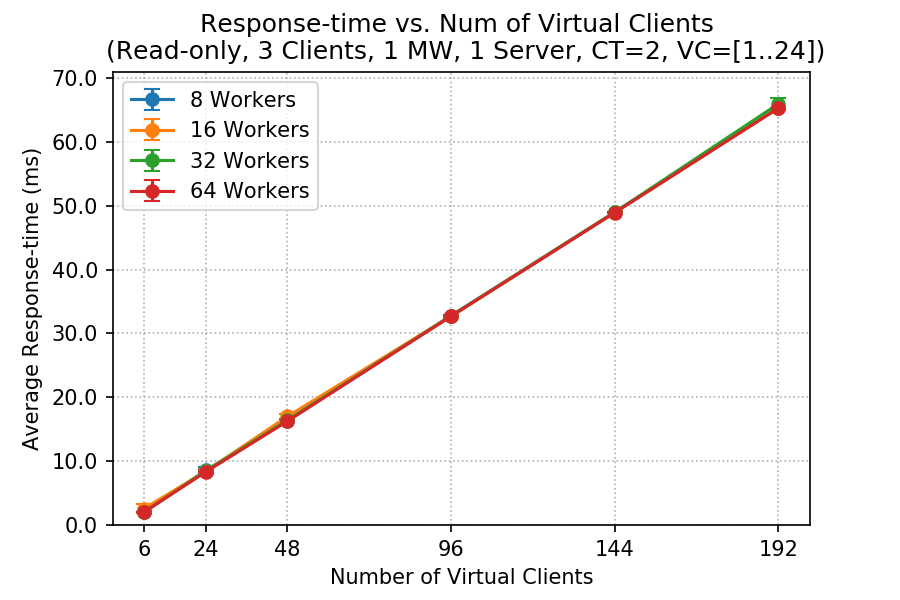 Response-time vs. Num of Virtual Clients
(Read-only, 3 Clients, 1 MW, 1 Server, CT=2, VC=[1..24])
70.0
60.0
50.0
40.0
30.0
20.0
10.0
0.0
Average Response-time (ms)
8 Workers
16 Workers
32 Workers
64 Workers
6 24 48 96 144 192
Number of Virtual Clients